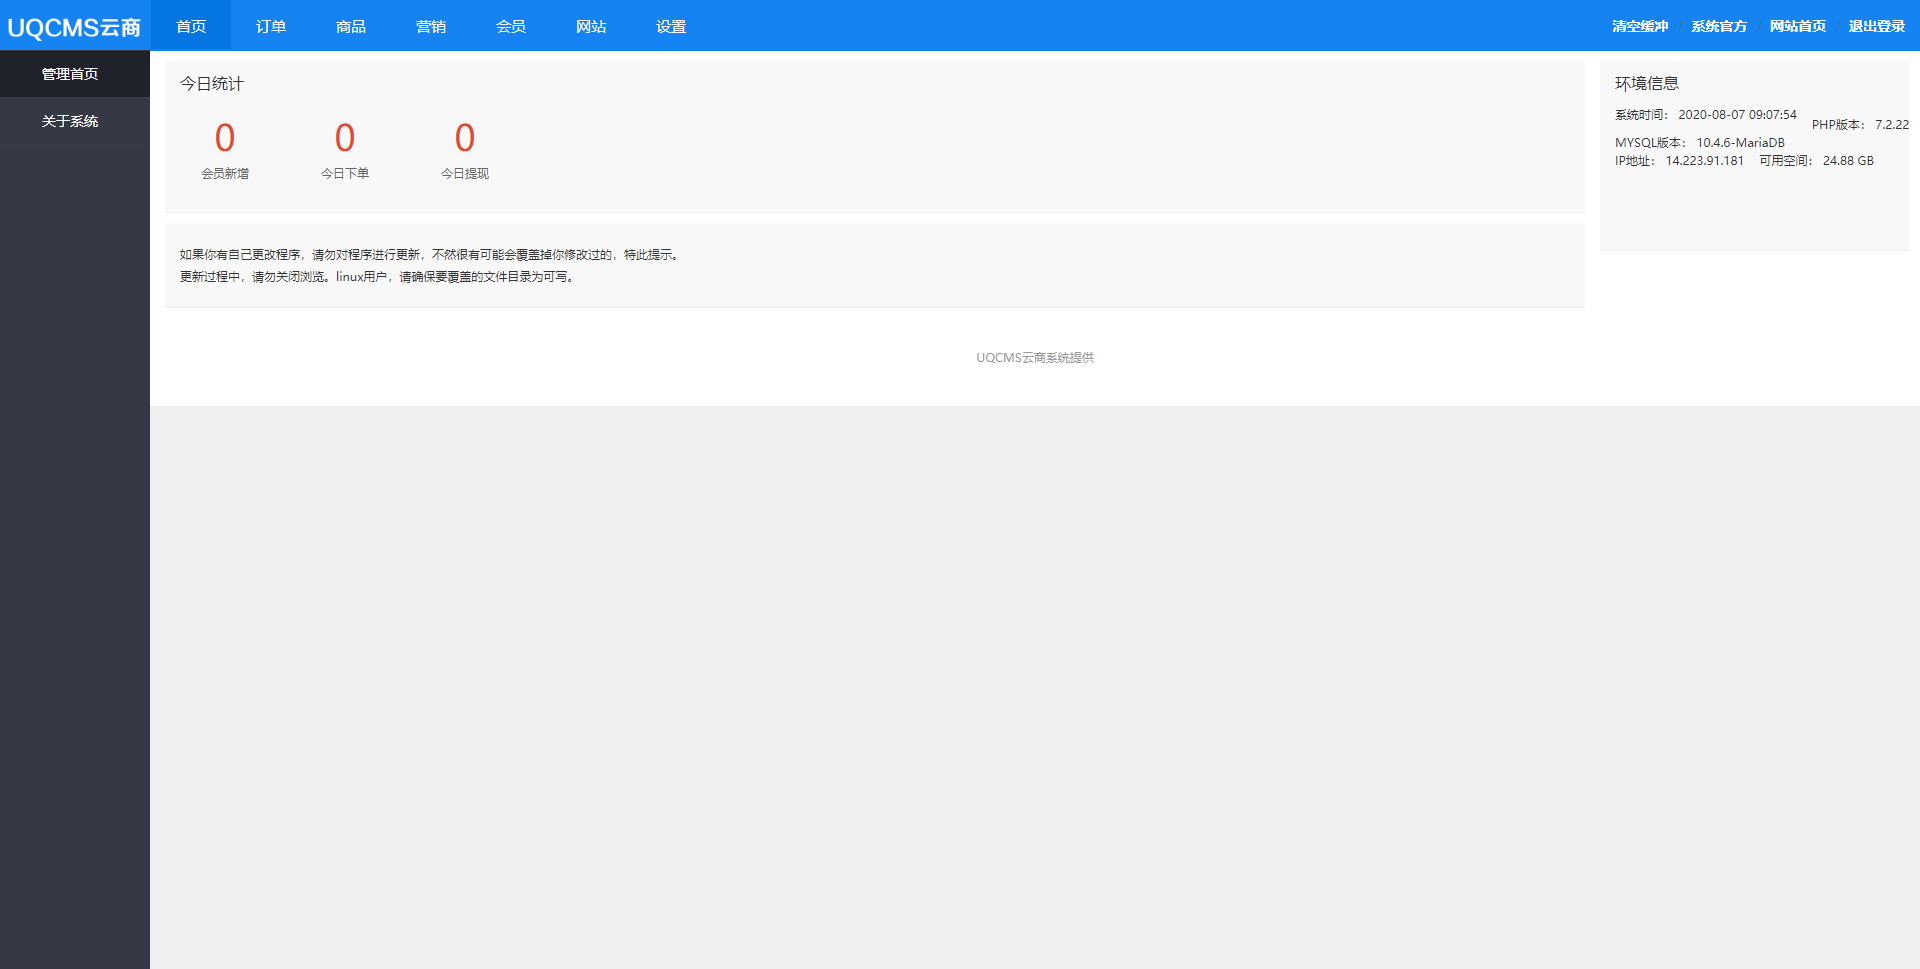 UQCMS云商
首页 订单 商品 营销 会员 网站 设置
清空缓冲 / 系统官方 / 网站首页 / 退出登录
管理首页
关于系统
今日统计
0 0 0
会员新增 今日下单 今日提现
如果你有自己更改程序，请勿对程序进行更新，不然很有可能会覆盖掉你修改过的，特此提示。
更新过程中，请勿关闭浏览。linux用户，请确保要覆盖的文件目录为可写。
环境信息
系统时间： 2020-08-07 09:07:54
PHP版本： 7.2.22
MYSQL版本： 10.4.6-MariaDB
IP地址： 14.223.91.181 可用空间： 24.88 GB
UQCMS云商系统提供